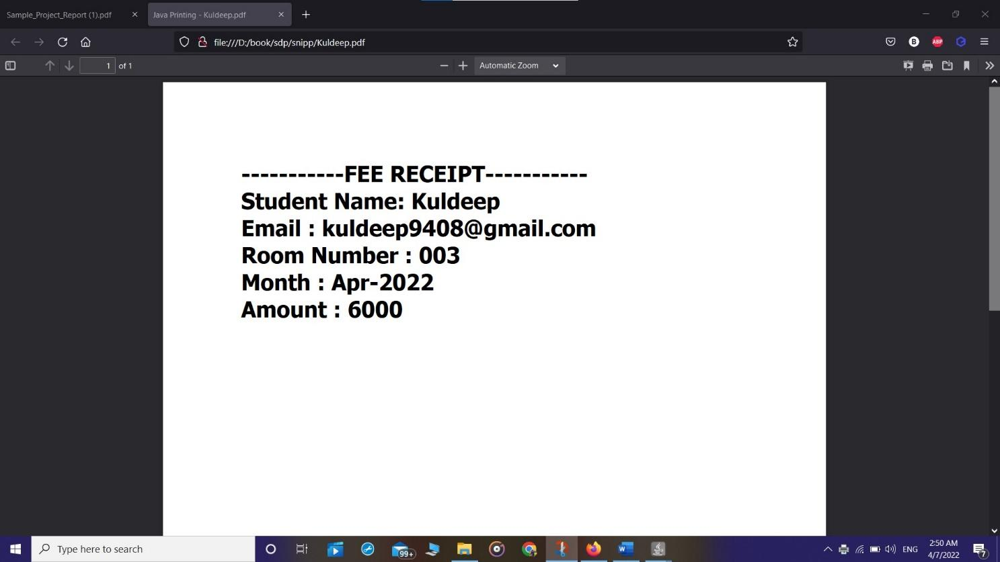 Sample_Project_Report (1).pdf
Java Printing - Kuldeep.pdf
file:///D:/book/sdp/snipp/Kuldeep.pdf
B
ABP
1 of 1
Automatic Zoom
-----------FEE RECEIPT-----------
Student Name: Kuldeep
Email : kuldeep9408@gmail.com
Room Number : 003
Month : Apr-2022
Amount : 6000
Type here to search
99+
W
ENG
2:50 AM
4/7/2022
7